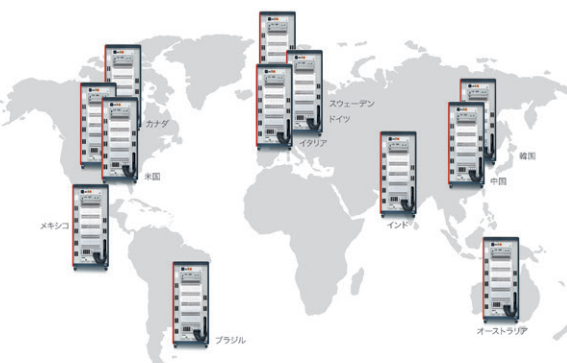 カナダ
米国
メキシコ
ブラジル
スウェーデン
ドイツ
イタリア
インド
韓国
中国
オーストラリア